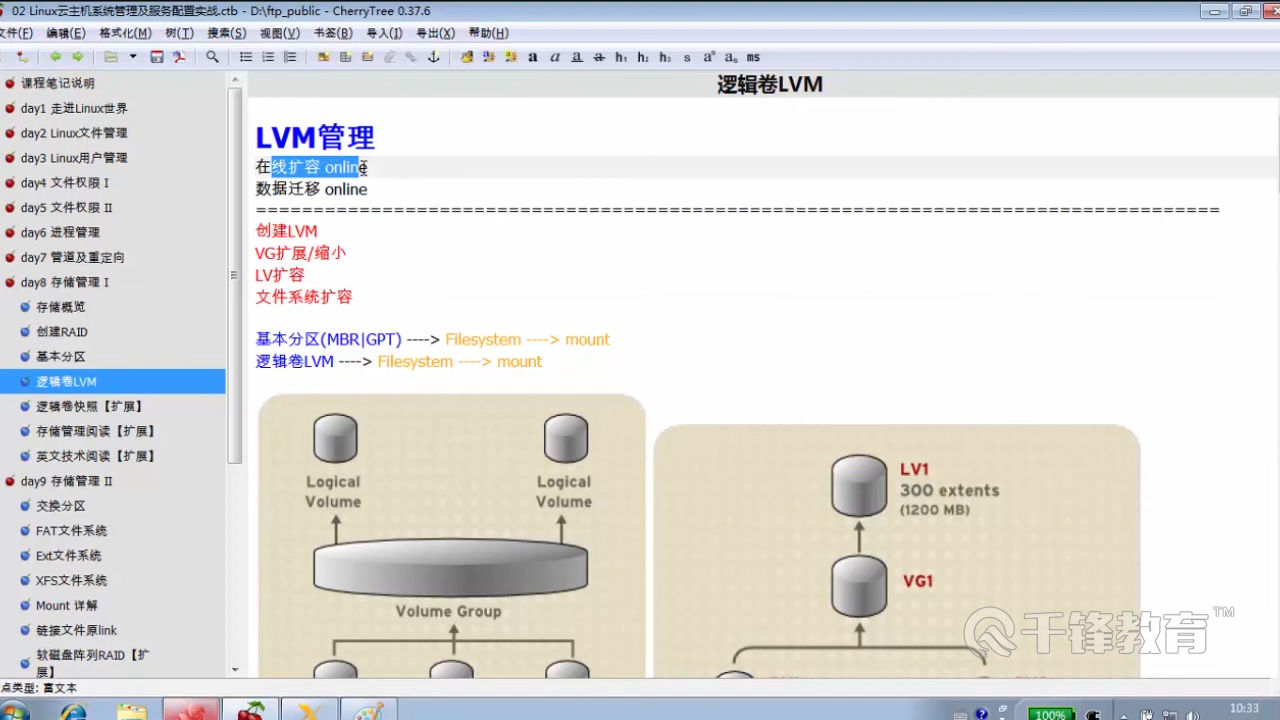 02 Linux云主机系统管理及服务配置实战.ctb - D:\ftp_public - CherryTree 0.37.6
文件(F) 编辑(E) 格式化(M) 树(T) 搜索(S) 视图(V) 书签(B) 导入(I) 导出(X) 帮助(H)
a a a a h₁ h₂ h₃ s aˢ aₛ ms
课程笔记说明
day1 走进Linux世界
day2 Linux文件管理
day3 Linux用户管理
day4 文件权限 I
day5 文件权限 II
day6 进程管理
day7 管道及重定向
day8 存储管理 I
存储概览
创建RAID
基本分区
逻辑卷LVM
逻辑卷快照【扩展】
存储管理阅读【扩展】
英文技术阅读【扩展】
day9 存储管理 II
交换分区
FAT文件系统
Ext文件系统
XFS文件系统
Mount 详解
链接文件原link
软磁盘阵列RAID【扩
展】
点类型: 富文本
逻辑卷LVM
LVM管理
在线扩容 online
数据迁移 online
====================================================================================
创建LVM
VG扩展/缩小
LV扩容
文件系统扩容
基本分区(MBR|GPT) ----> Filesystem ----> mount
逻辑卷LVM ----> Filesystem ----> mount
Logical
Volume
Logical
Volume
Volume Group
LV1
300 extents
(1200 MB)
VG1
千锋教育™
100%
10:33